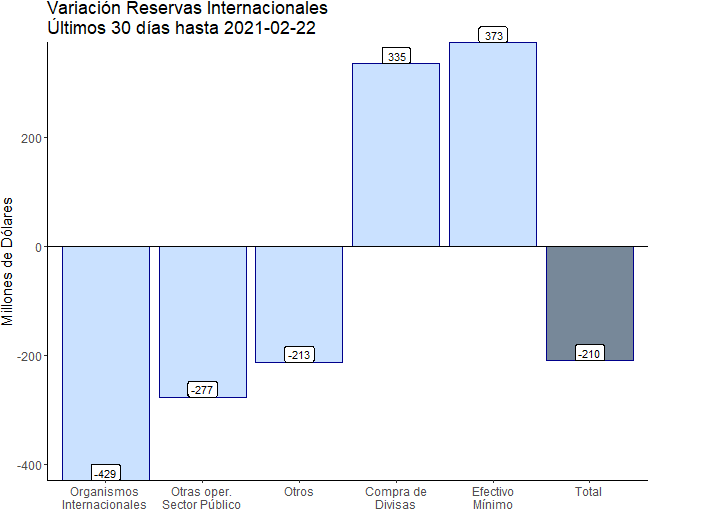 Variación Reservas Internacionales
Últimos 30 días hasta 2021-02-22
Millones de Dólares
200
0
-200
-400
-429
-277
-213
335
373
-210
Organismos
Internacionales
Otras oper.
Sector Público
Otros
Compra de
Divisas
Efectivo
Mínimo
Total